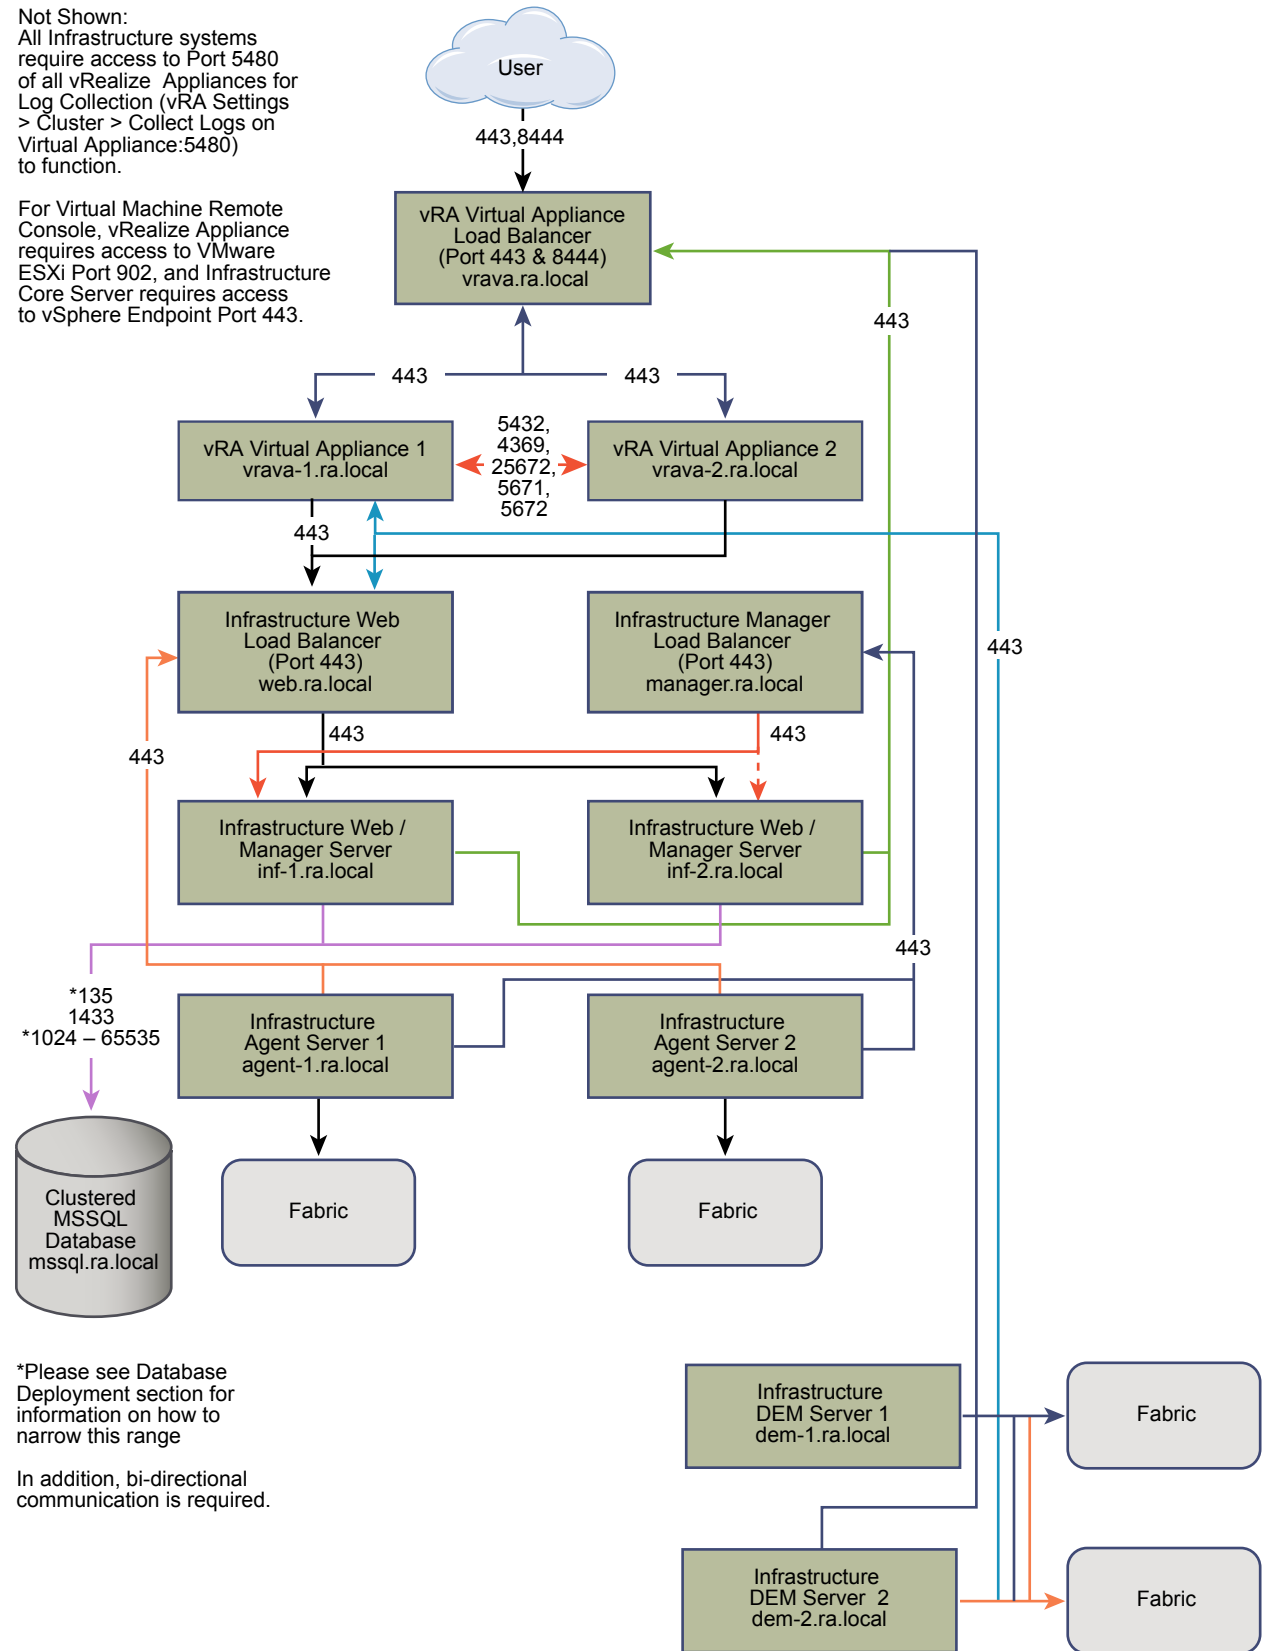 Not Shown:
All Infrastructure systems
require access to Port 5480
of all vRealize Appliances for
Log Collection (vRA Settings
> Cluster > Collect Logs on
Virtual Appliance:5480)
to function.
For Virtual Machine Remote
Console, vRealize Appliance
requires access to VMware
ESXi Port 902, and Infrastructure
Core Server requires access
to vSphere Endpoint Port 443.
User
443,8444
vRA Virtual Appliance
Load Balancer
(Port 443 & 8444)
vrava.ra.local
443
443
443
vRA Virtual Appliance 1
vrava-1.ra.local
5432,
4369,
25672,
5671,
5672
vRA Virtual Appliance 2
vrava-2.ra.local
443
Infrastructure Web
Load Balancer
(Port 443)
web.ra.local
Infrastructure Manager
Load Balancer
(Port 443)
manager.ra.local
443
443
443
443
Infrastructure Web /
Manager Server
inf-1.ra.local
Infrastructure Web /
Manager Server
inf-2.ra.local
443
*135
1433
*1024 – 65535
Infrastructure
Agent Server 1
agent-1.ra.local
Infrastructure
Agent Server 2
agent-2.ra.local
Clustered
MSSQL
Database
mssql.ra.local
Fabric
Fabric
*Please see Database
Deployment section for
information on how to
narrow this range
In addition, bi-directional
communication is required.
Infrastructure
DEM Server 1
dem-1.ra.local
Fabric
Infrastructure
DEM Server 2
dem-2.ra.local
Fabric